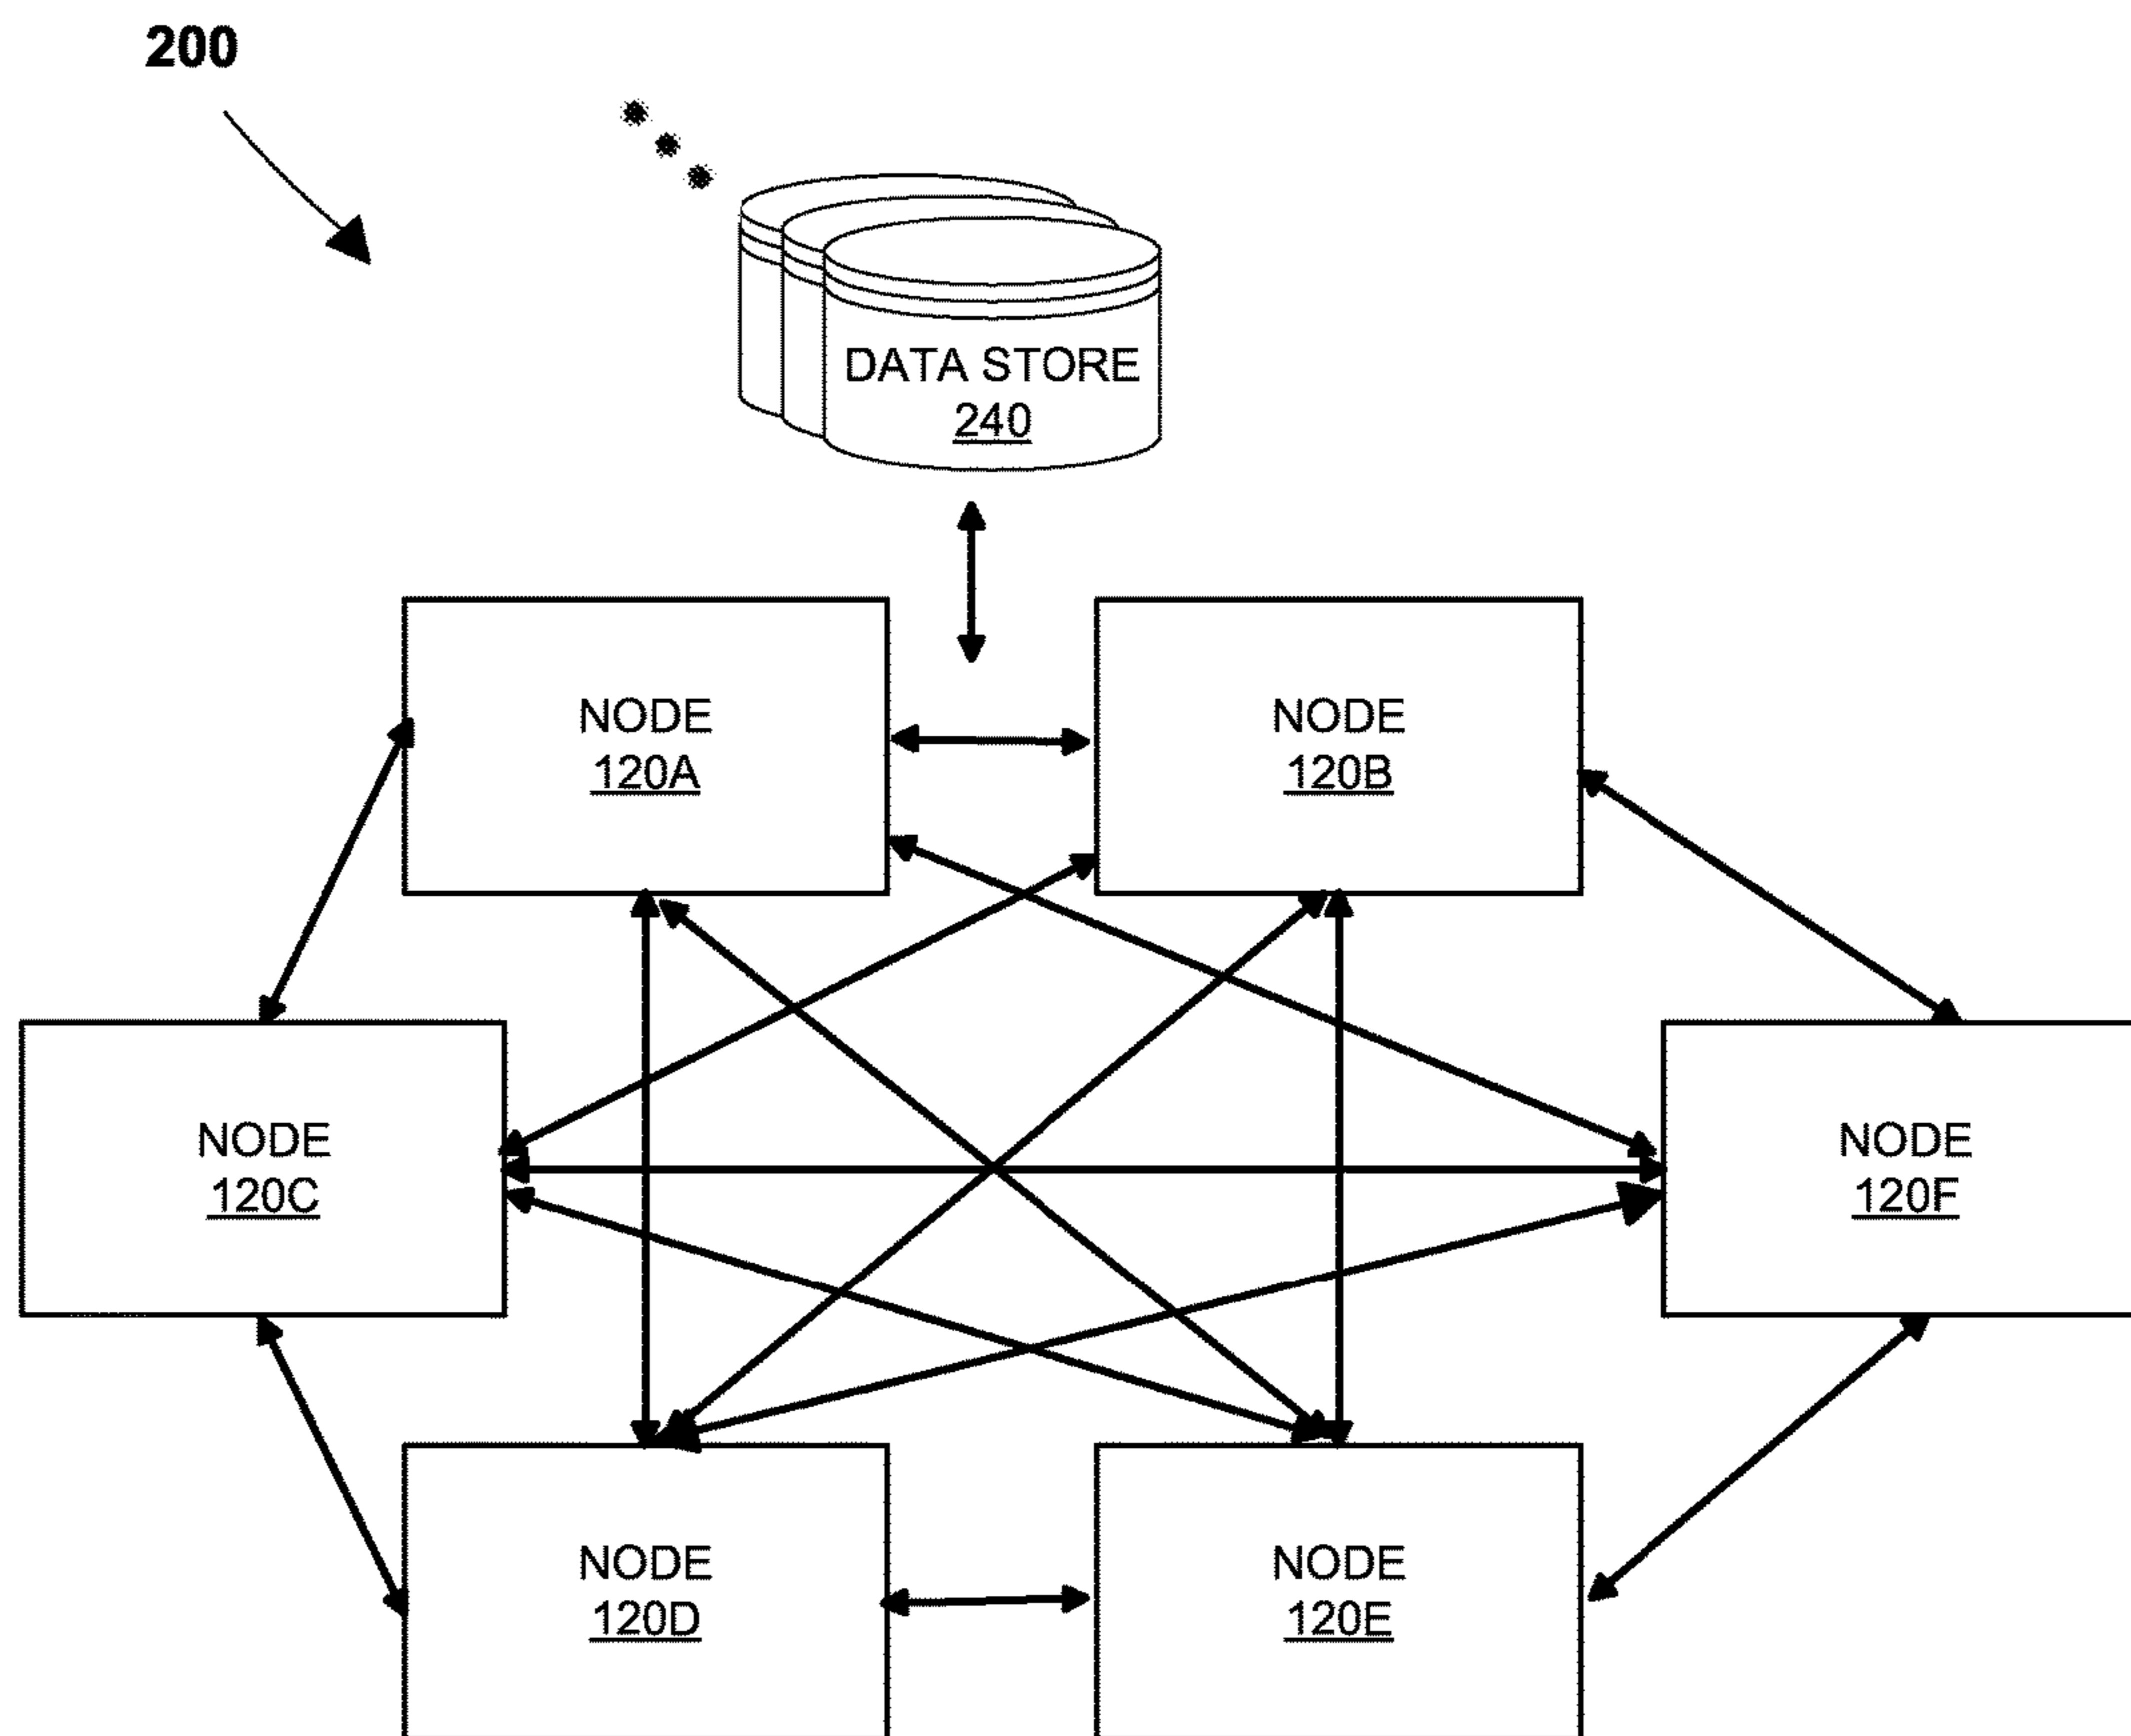 200
DATA STORE
240
NODE
120A
NODE
120B
NODE
120C
NODE
120F
NODE
120D
NODE
120E